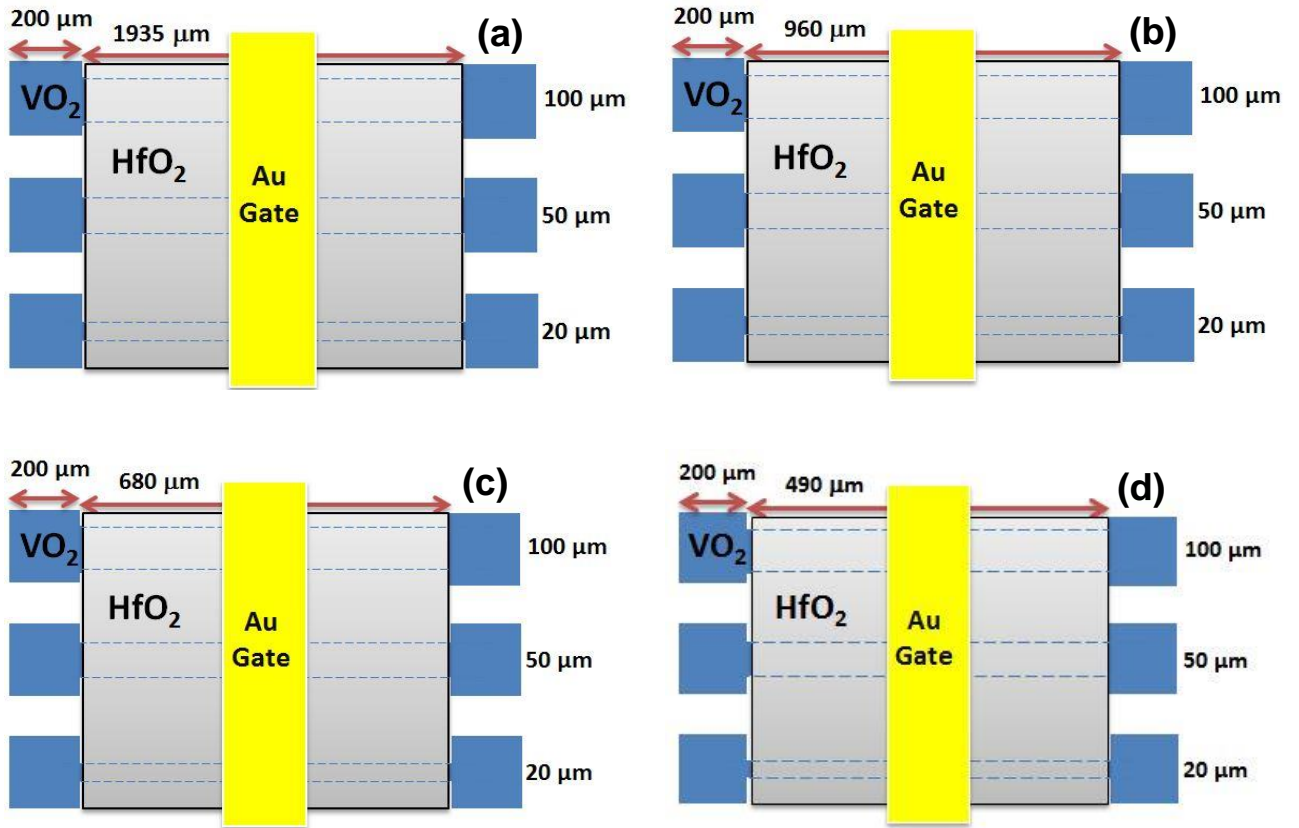 200 µm
1935 µm
(a)
VO₂
100 µm
HfO₂
Au
Gate
50 µm
20 µm
200 µm
960 µm
(b)
VO₂
100 µm
HfO₂
Au
Gate
50 µm
20 µm
200 µm
680 µm
(c)
VO₂
100 µm
HfO₂
Au
Gate
50 µm
20 µm
200 µm
490 µm
(d)
VO₂
100 µm
HfO₂
Au
Gate
50 µm
20 µm